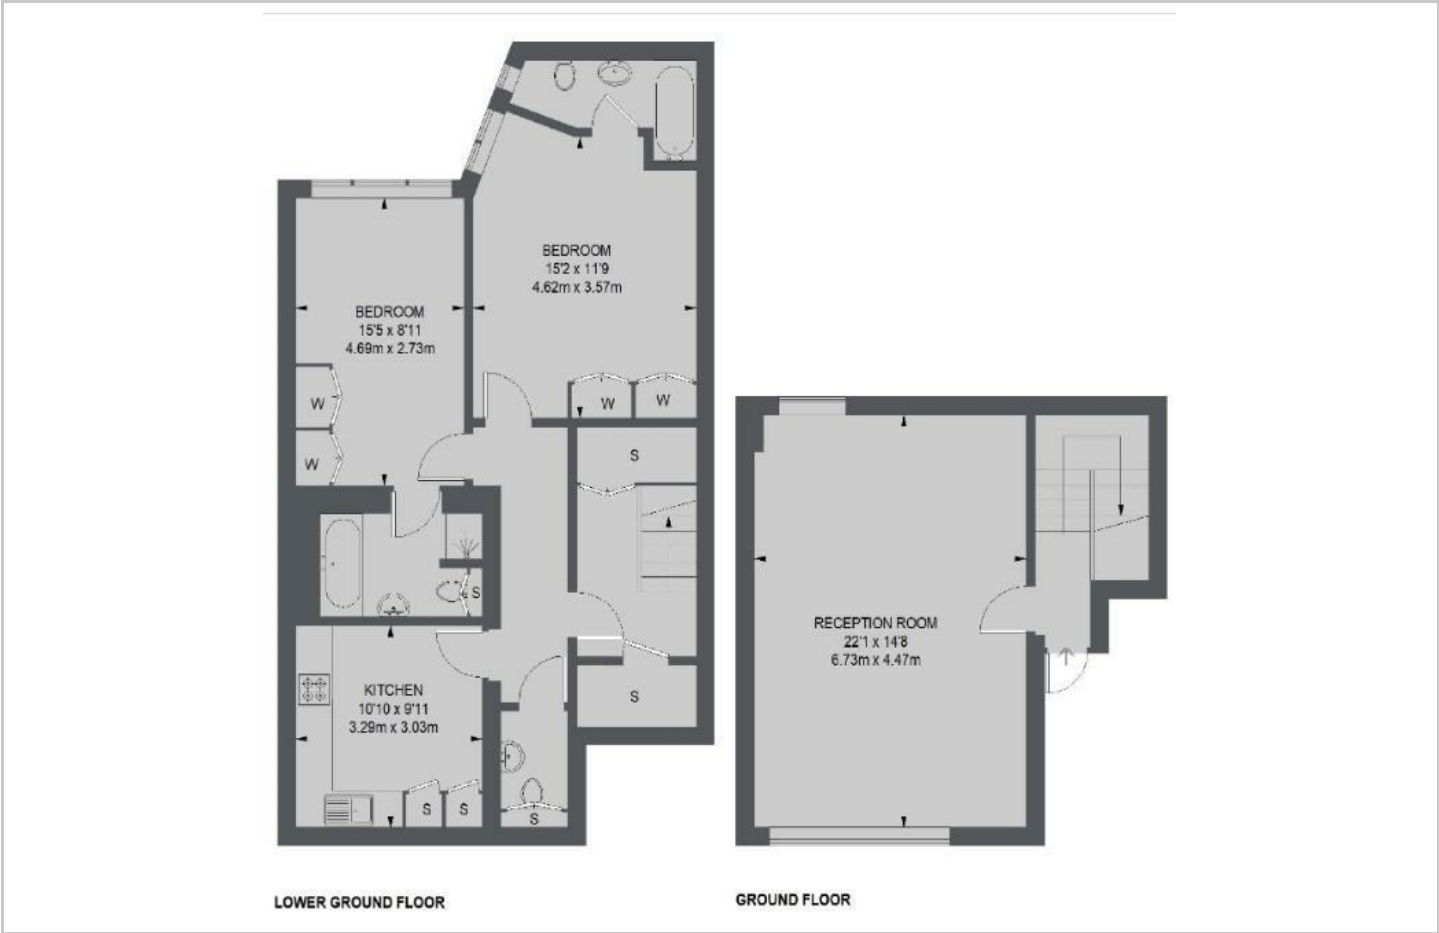 BEDROOM
15'2 x 11'9
4.62m x 3.57m
BEDROOM
15'5 x 8'11
4.69m x 2.73m
W
W
W
W
S
S
S
KITCHEN
10'10 x 9'11
3.29m x 3.03m
S
S
S
RECEPTION ROOM
22'1 x 14'8
6.73m x 4.47m
LOWER GROUND FLOOR
GROUND FLOOR